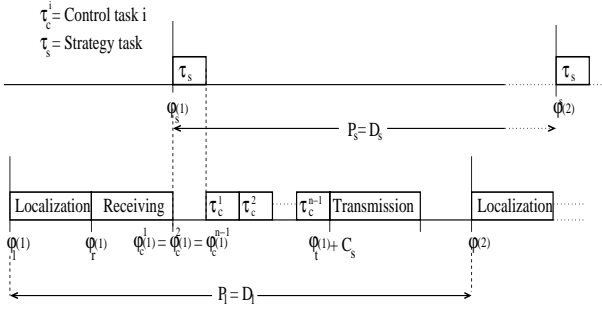 τ_c^i = Control task i
τ_s = Strategy task
τ_s
τ_s
φ_s(1)
φ(2)
P_s = D_s
Localization
Receiving
τ_c^1
τ_c^2
τ_c^{n-1}
Transmission
Localization
φ_l(1)
φ_r(1)
φ_c^1(1) = φ_c^2(1) = φ_c^{n-1}(1)
φ_t(1) + C_s
φ(2)
P_l = D_l